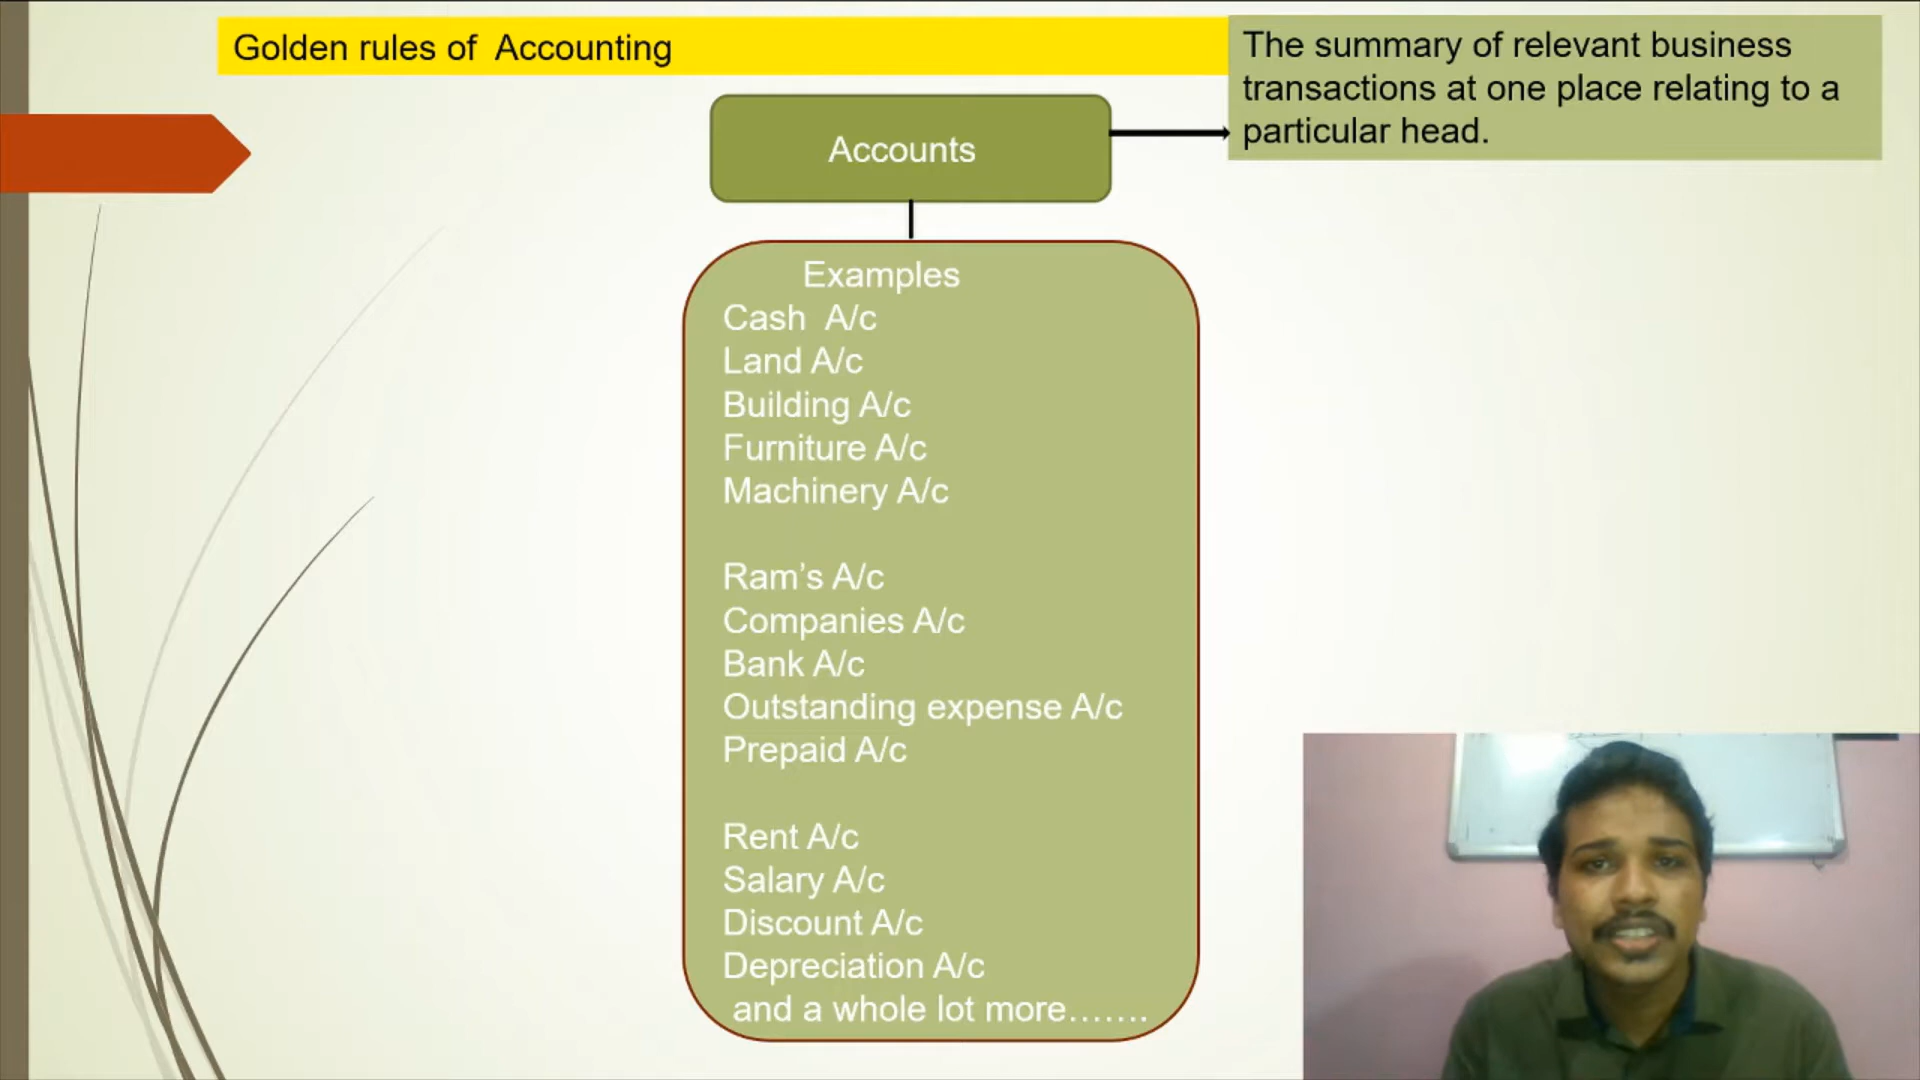 Golden rules of  Accounting
The summary of relevant business
transactions at one place relating to a
particular head.
Accounts
Examples
Cash  A/c
Land A/c
Building A/c
Furniture A/c
Machinery A/c
Ram’s A/c
Companies A/c
Bank A/c
Outstanding expense A/c
Prepaid A/c
Rent A/c
Salary A/c
Discount A/c
Depreciation A/c
and a whole lot more…….